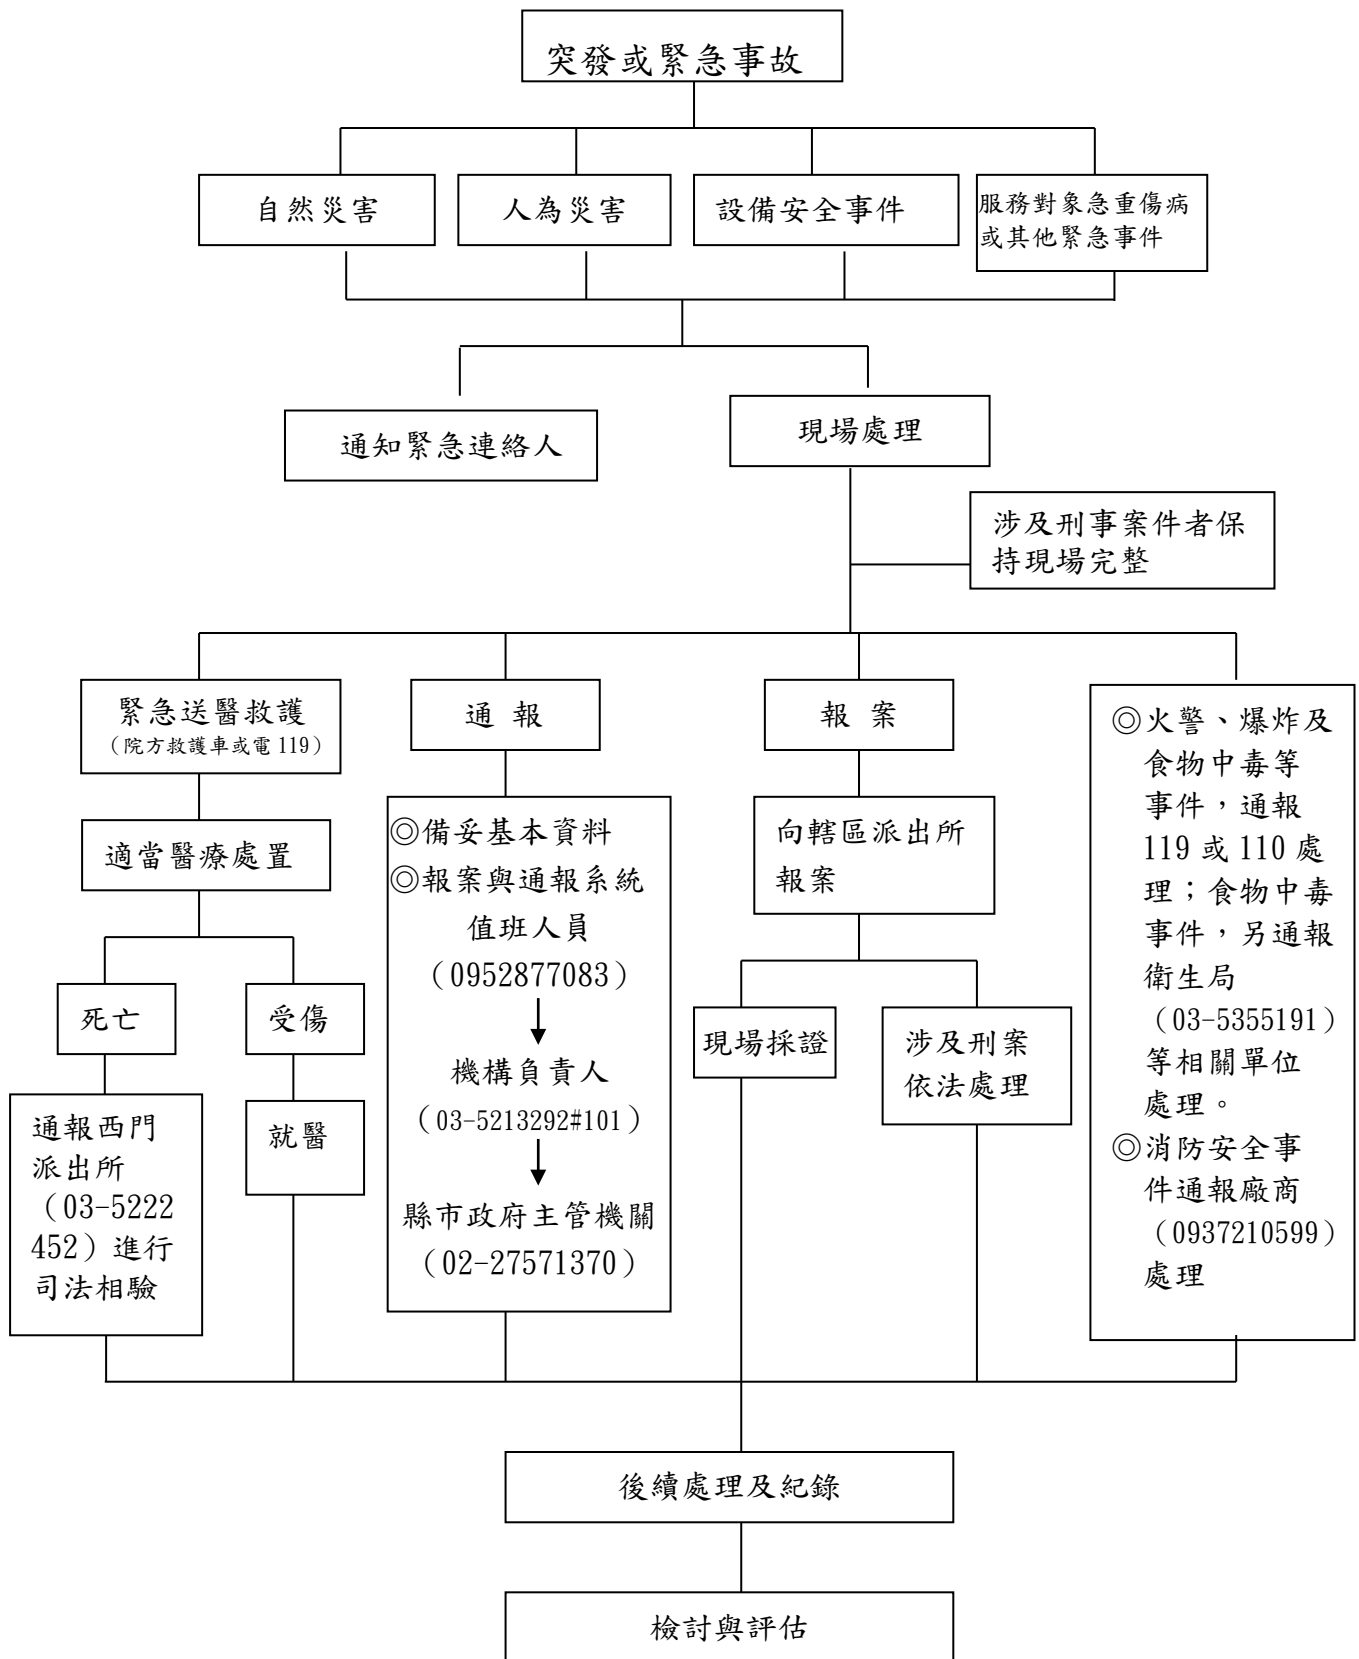 突發或緊急事故
自然災害
人為災害
設備安全事件
服務對象急重傷病
或其他緊急事件
通知緊急連絡人
現場處理
涉及刑事案件者保
持現場完整
緊急送醫救護
（院方救護車或電 119）
適當醫療處置
死亡
受傷
通報西門
派出所
（03-5222
452）進行
司法相驗
就醫
通 報
◎備妥基本資料
◎報案與通報系統
值班人員
（0952877083）
機構負責人
（03-5213292#101）
縣市政府主管機關
（02-27571370）
報 案
向轄區派出所
報案
現場採證
涉及刑案
依法處理
◎火警、爆炸及
食物中毒等
事件，通報
119 或 110 處
理；食物中毒
事件，另通報
衛生局
（03-5355191）
等相關單位
處理。
◎消防安全事
件通報廠商
（0937210599）
處理
後續處理及紀錄
檢討與評估